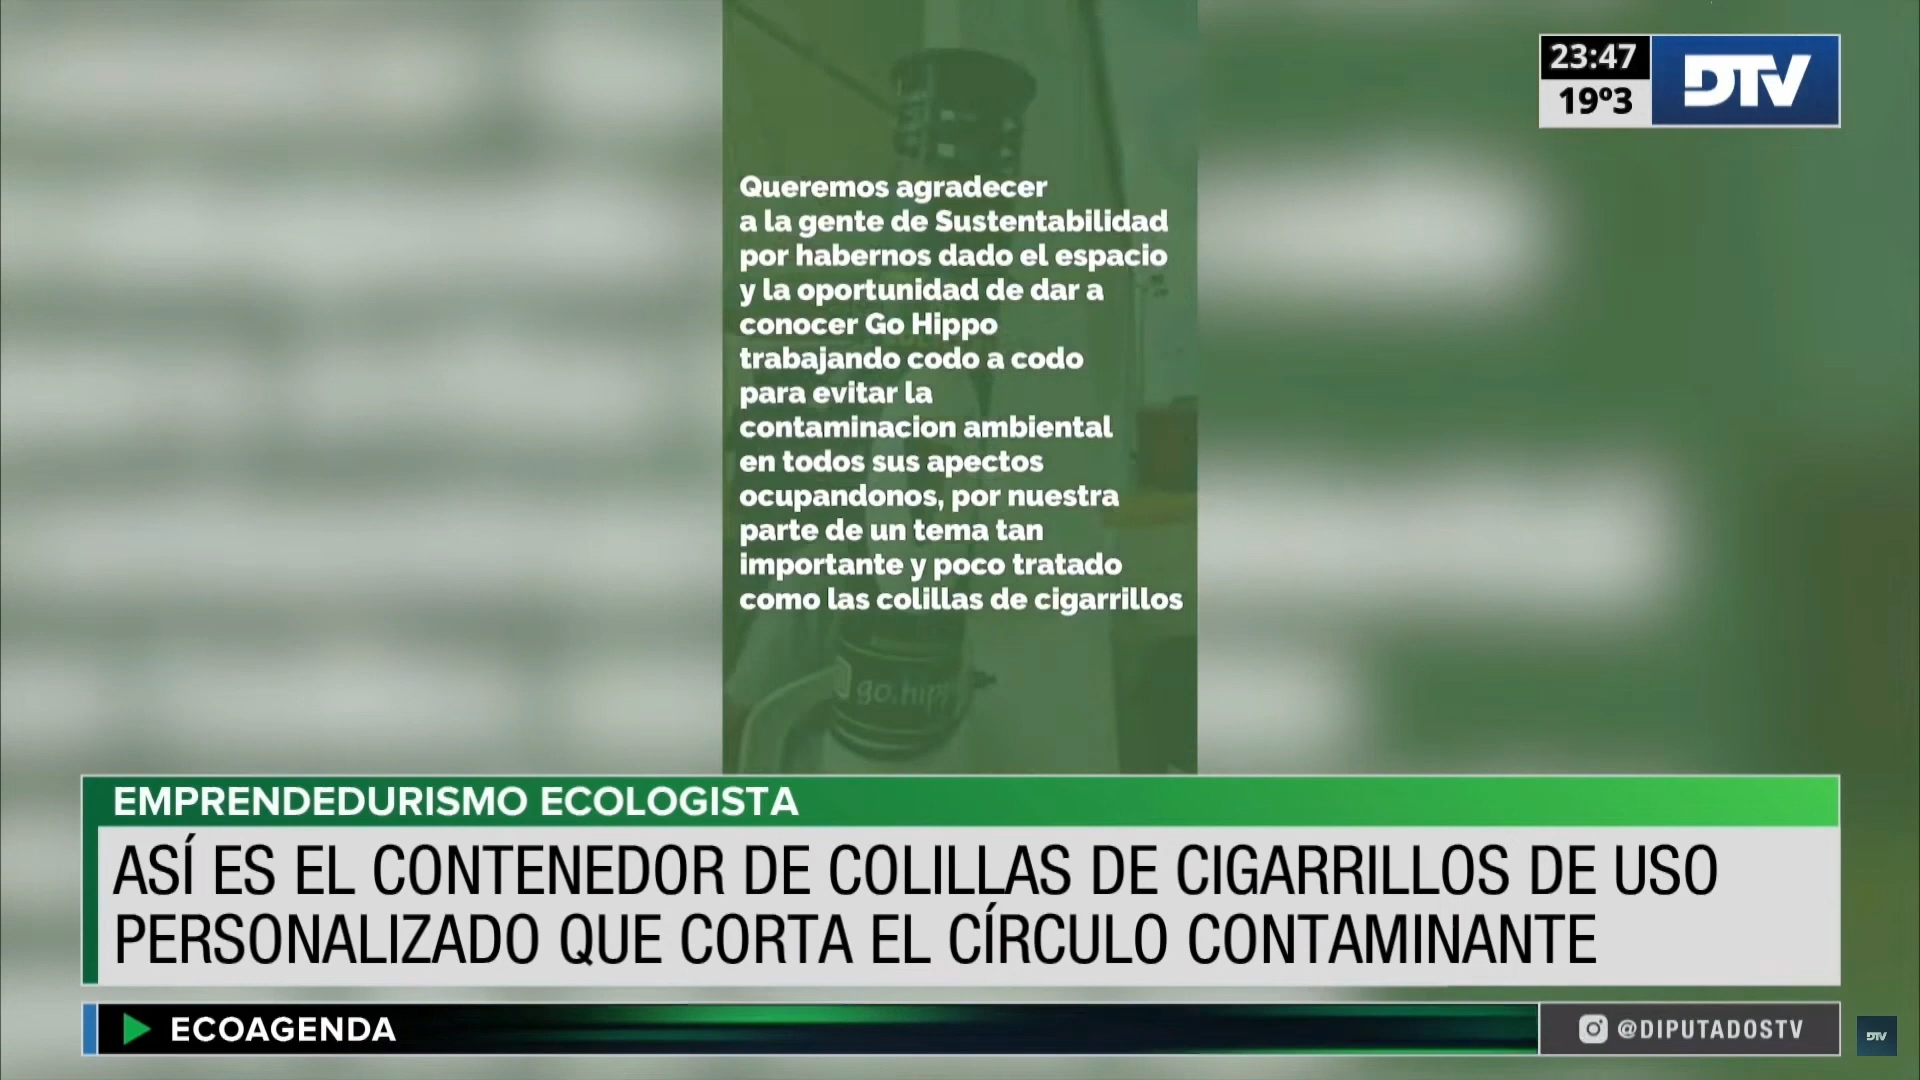 23:47
19º3
DTV
Queremos agradecer
a la gente de Sustentabilidad
por habernos dado el espacio
y la oportunidad de dar a
conocer Go Hippo
trabajando codo a codo
para evitar la
contaminacion ambiental
en todos sus apectos
ocupandonos, por nuestra
parte de un tema tan
importante y poco tratado
como las colillas de cigarrillos
go.hipp
EMPRENDEDURISMO ECOLOGISTA
ASÍ ES EL CONTENEDOR DE COLILLAS DE CIGARRILLOS DE USO
PERSONALIZADO QUE CORTA EL CÍRCULO CONTAMINANTE
ECOAGENDA
@DIPUTADOSTV
DTV